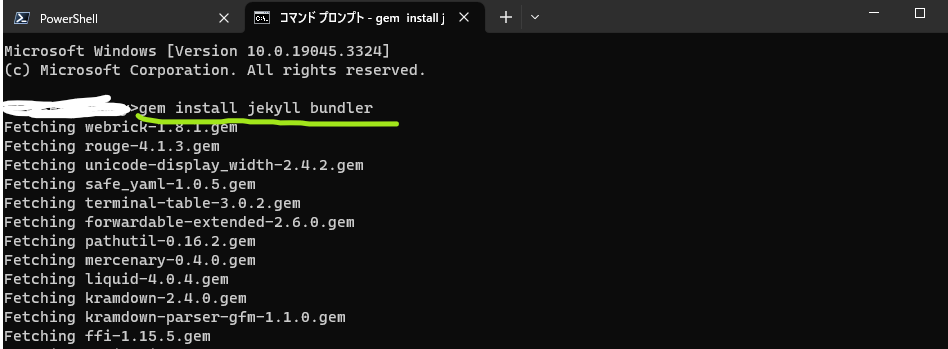 PowerShell
コマンド プロンプト - gem install j
Microsoft Windows [Version 10.0.19045.3324]
(c) Microsoft Corporation. All rights reserved.
>gem install jekyll bundler
Fetching webrick-1.8.1.gem
Fetching rouge-4.1.3.gem
Fetching unicode-display_width-2.4.2.gem
Fetching safe_yaml-1.0.5.gem
Fetching terminal-table-3.0.2.gem
Fetching forwardable-extended-2.6.0.gem
Fetching pathutil-0.16.2.gem
Fetching mercenary-0.4.0.gem
Fetching liquid-4.0.4.gem
Fetching kramdown-2.4.0.gem
Fetching kramdown-parser-gfm-1.1.0.gem
Fetching ffi-1.15.5.gem